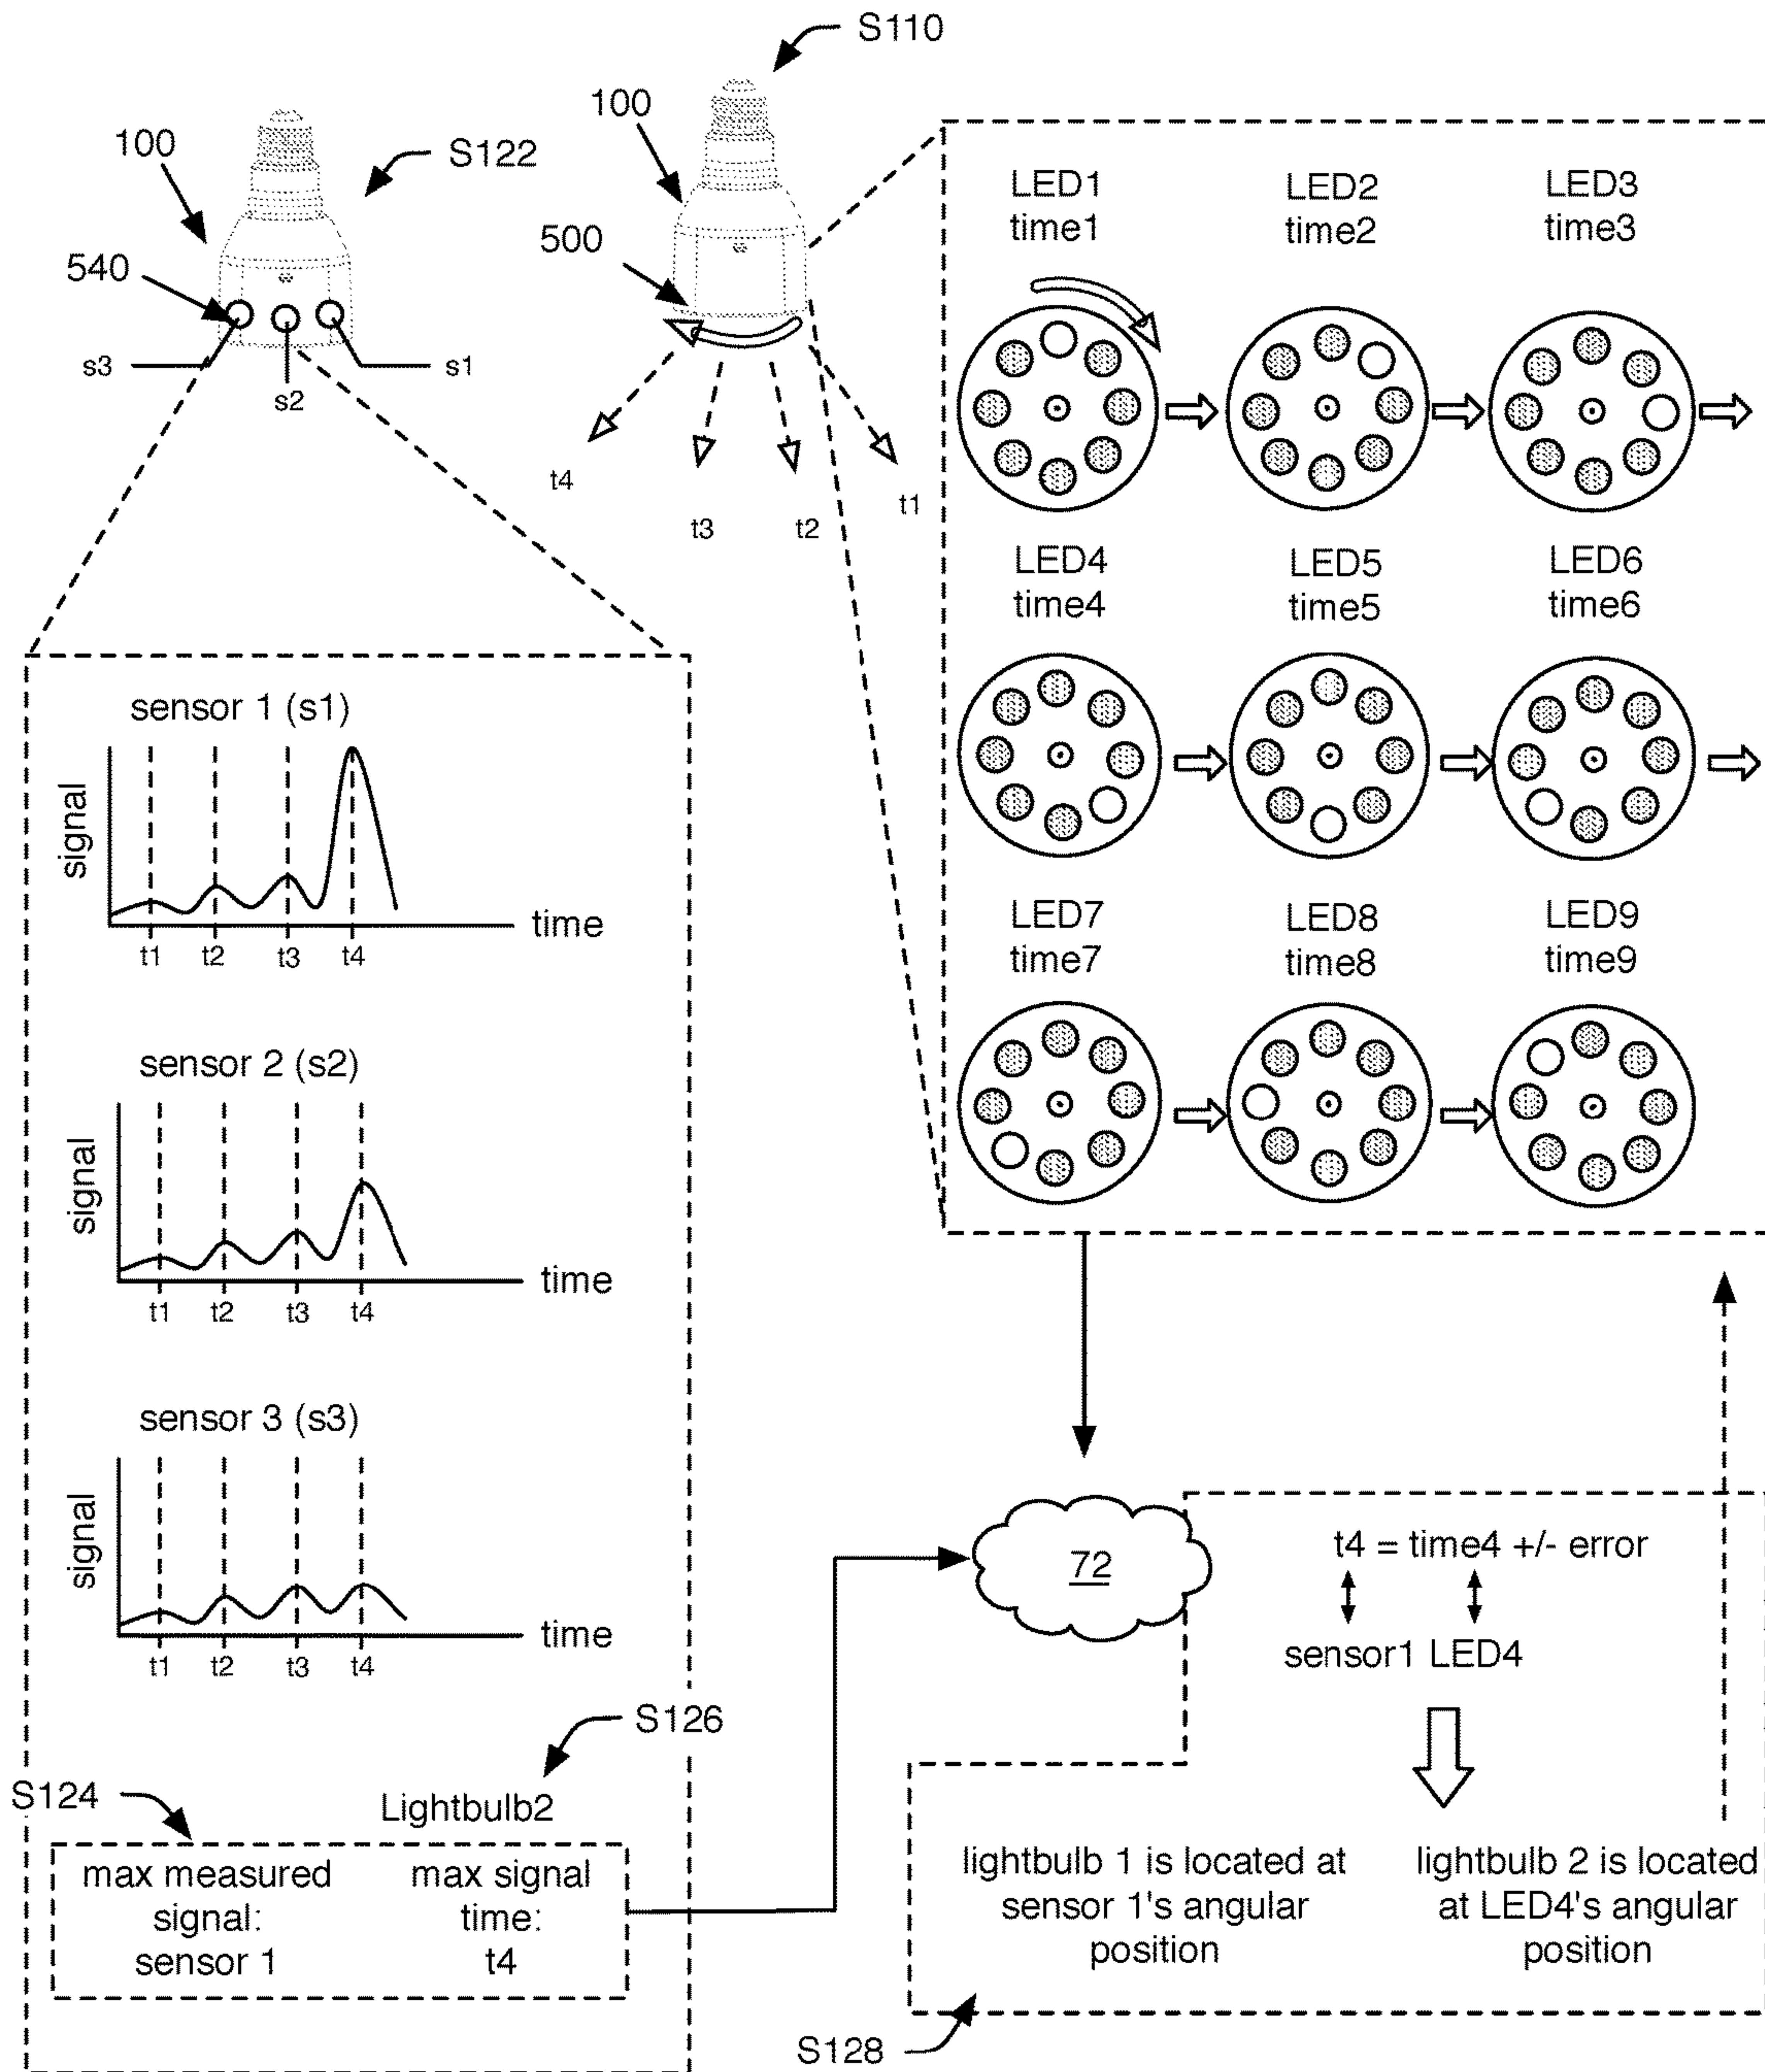 S110
100
S122
100
540
500
s3
s2
s1
t4
t3
t2
t1
LED1
time1
LED2
time2
LED3
time3
LED4
time4
LED5
time5
LED6
time6
LED7
time7
LED8
time8
LED9
time9
sensor 1 (s1)
signal
time
t1 t2 t3 t4
sensor 2 (s2)
signal
time
t1 t2 t3 t4
sensor 3 (s3)
signal
time
t1 t2 t3 t4
S126
S124
Lightbulb2
max measured
signal:
sensor 1
max signal
time:
t4
72
t4 = time4 +/- error
sensor1 LED4
lightbulb 1 is located at
sensor 1's angular
position
lightbulb 2 is located
at LED4's angular
position
S128